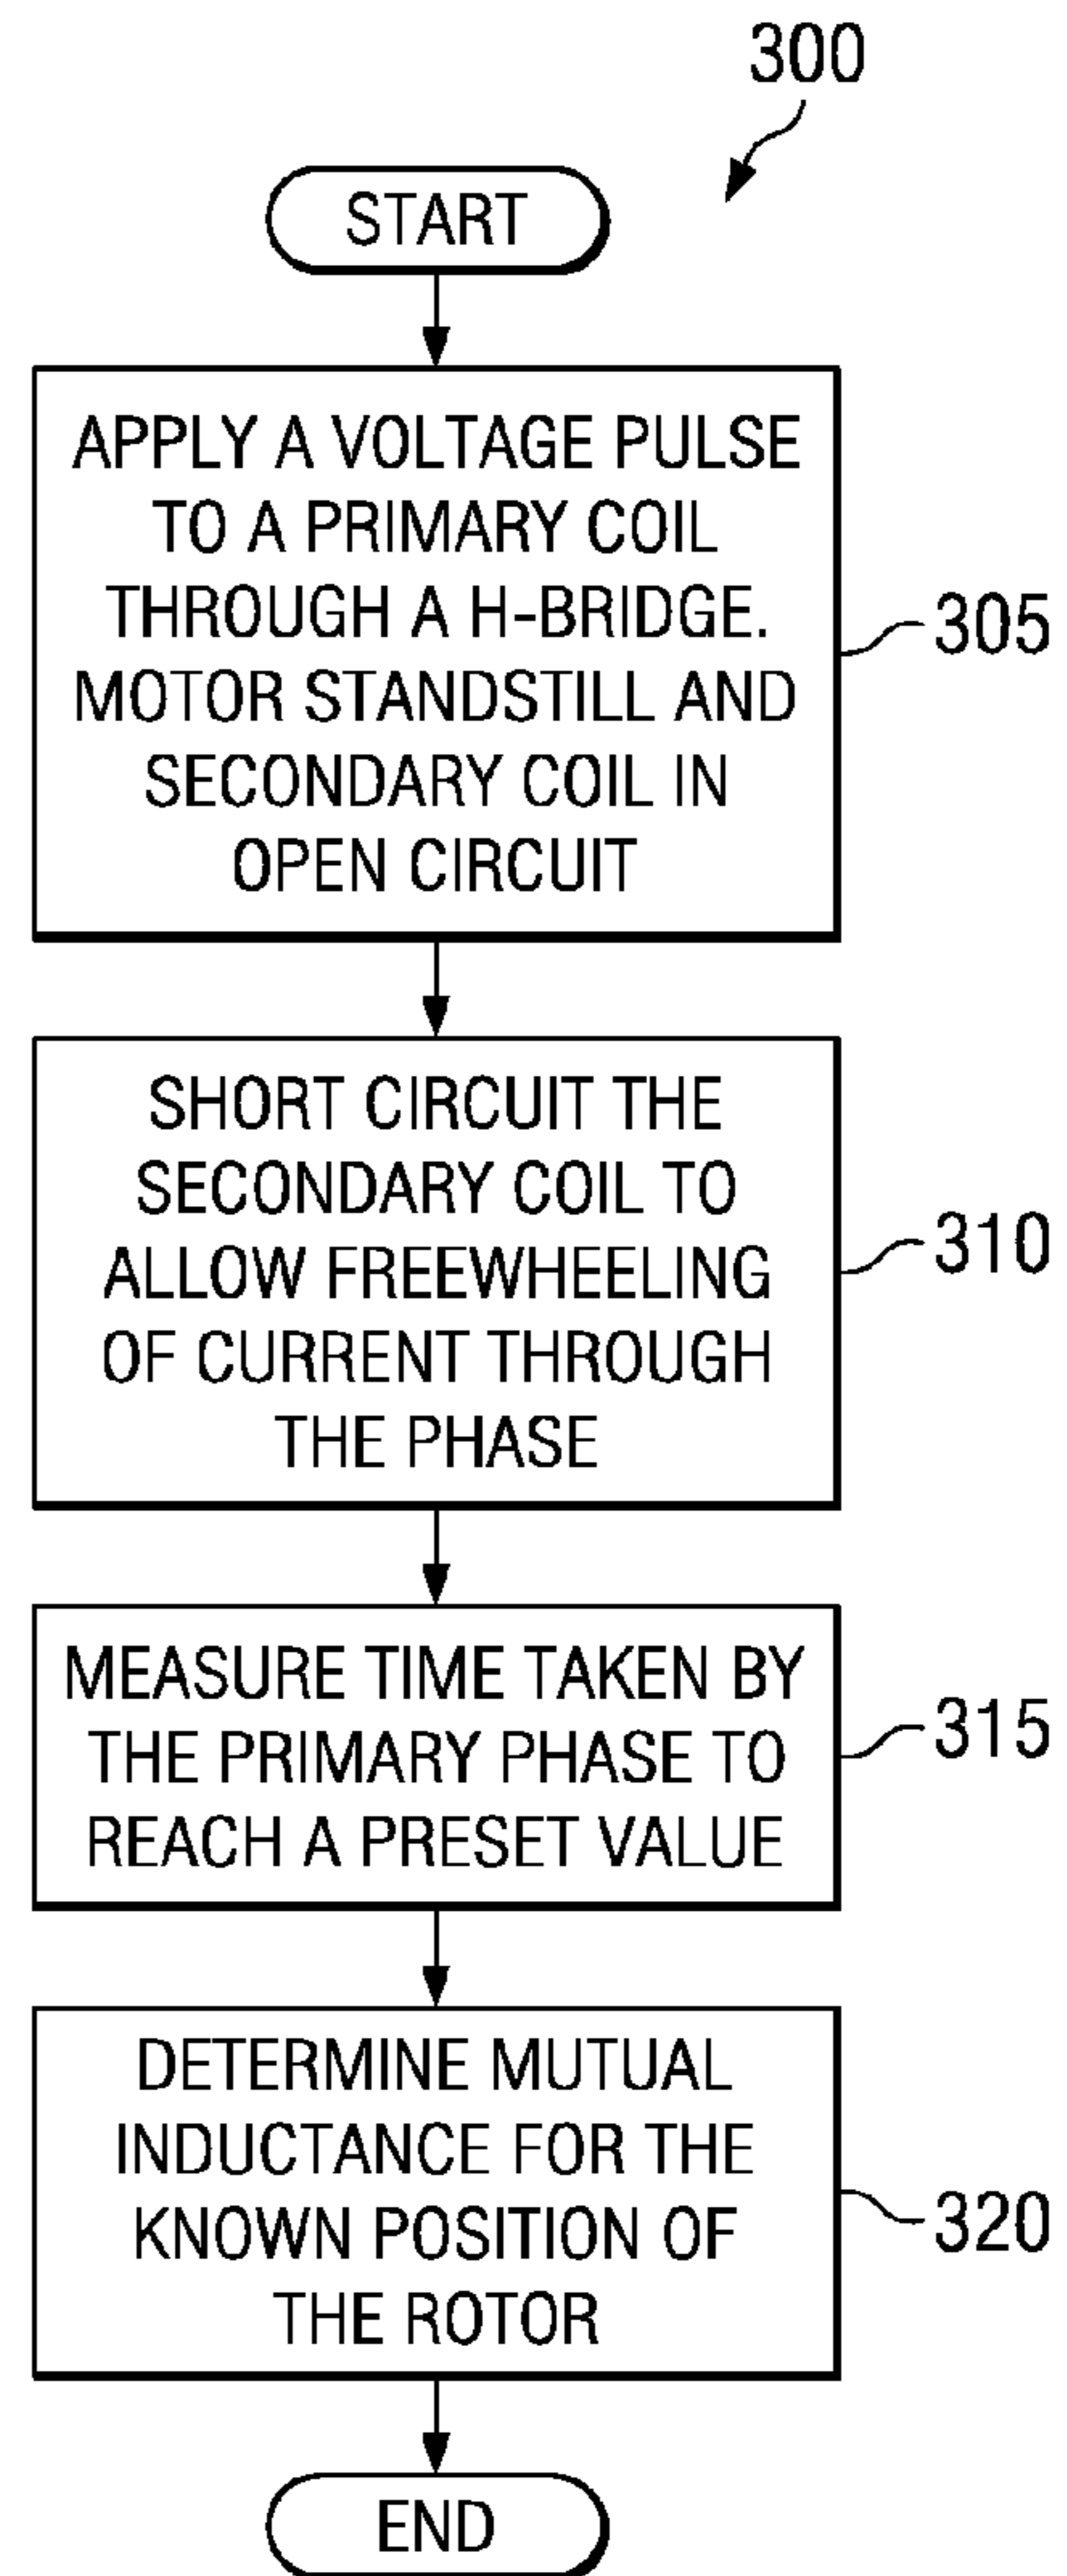 300
START
APPLY A VOLTAGE PULSE
TO A PRIMARY COIL
THROUGH A H-BRIDGE.
MOTOR STANDSTILL AND
SECONDARY COIL IN
OPEN CIRCUIT
305
SHORT CIRCUIT THE
SECONDARY COIL TO
ALLOW FREEWHEELING
OF CURRENT THROUGH
THE PHASE
310
MEASURE TIME TAKEN BY
THE PRIMARY PHASE TO
REACH A PRESET VALUE
315
DETERMINE MUTUAL
INDUCTANCE FOR THE
KNOWN POSITION OF
THE ROTOR
320
END